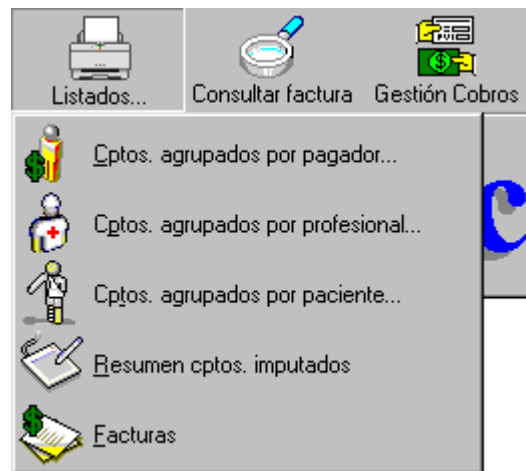 Listados...
Consultar factura
Gestión Cobros
Cptos. agrupados por pagador...
Cptos. agrupados por profesional...
Cptos. agrupados por paciente...
Resumen cptos. imputados
Facturas